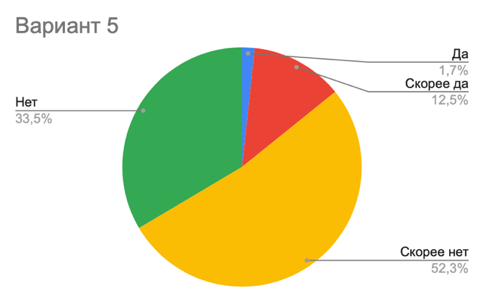 Вариант 5
Да
1,7%
Скорее да
12,5%
Нет
33,5%
Скорее нет
52,3%